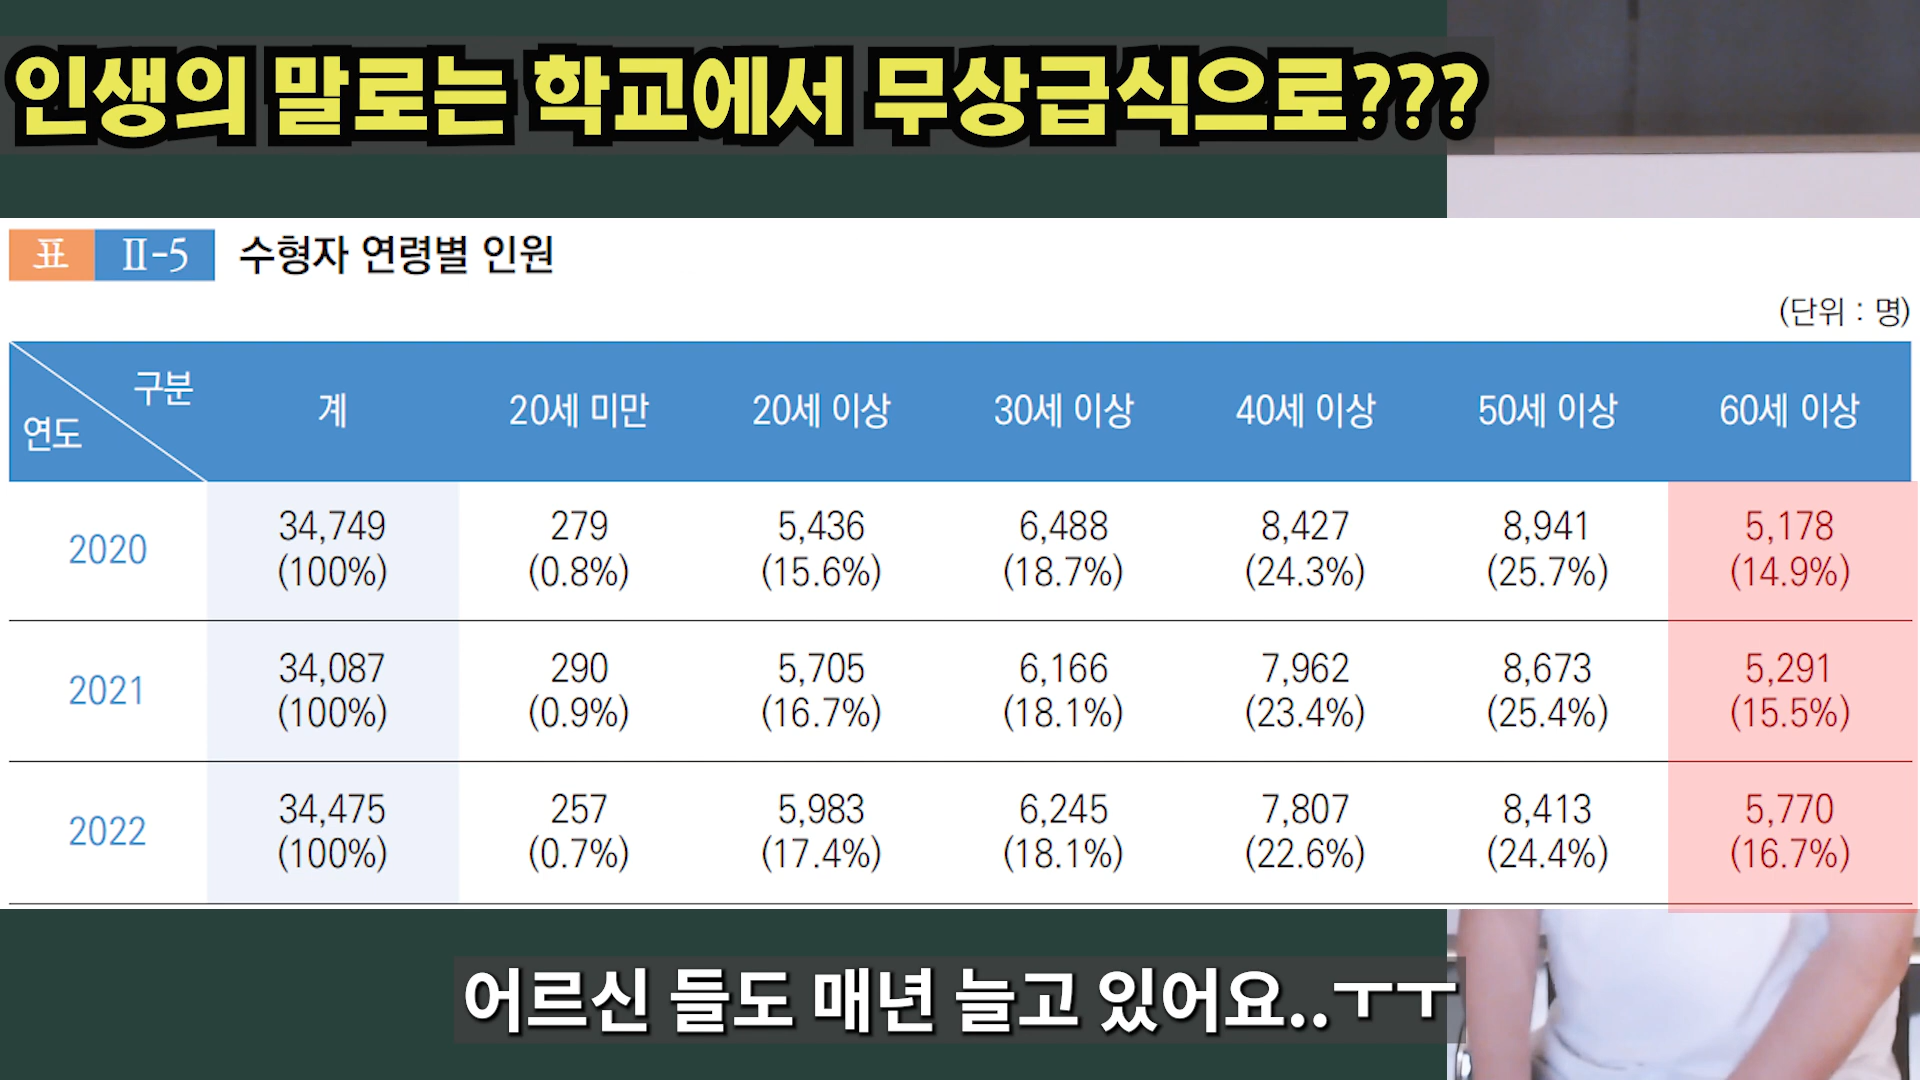 인생의 말로는 학교에서 무상급식으로???
표 Ⅱ-5 수형자 연령별 인원
(단위 : 명)
구분
연도
계 20세 미만 20세 이상 30세 이상 40세 이상 50세 이상 60세 이상
2020
34,749 279 5,436 6,488 8,427 8,941 5,178
(100%) (0.8%) (15.6%) (18.7%) (24.3%) (25.7%) (14.9%)
2021
34,087 290 5,705 6,166 7,962 8,673 5,291
(100%) (0.9%) (16.7%) (18.1%) (23.4%) (25.4%) (15.5%)
2022
34,475 257 5,983 6,245 7,807 8,413 5,770
(100%) (0.7%) (17.4%) (18.1%) (22.6%) (24.4%) (16.7%)
어르신 들도 매년 늘고 있어요..ㅜㅜ